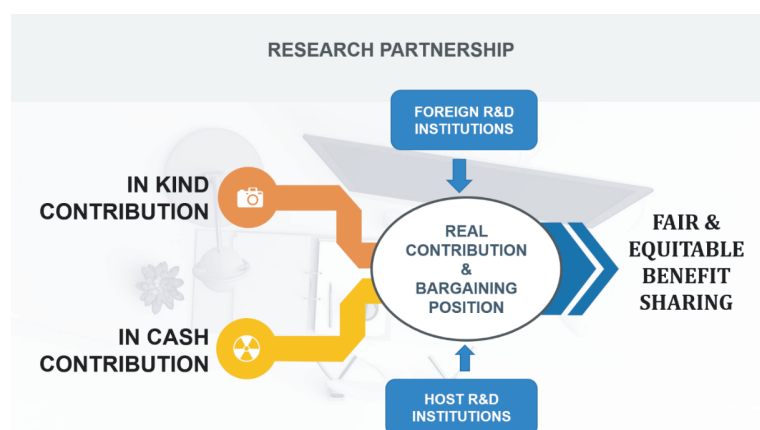 RESEARCH PARTNERSHIP
FOREIGN R&D
INSTITUTIONS
IN KIND
CONTRIBUTION
REAL
CONTRIBUTION
&
BARGAINING
POSITION
FAIR &
EQUITABLE
BENEFIT
SHARING
IN CASH
CONTRIBUTION
HOST R&D
INSTITUTIONS